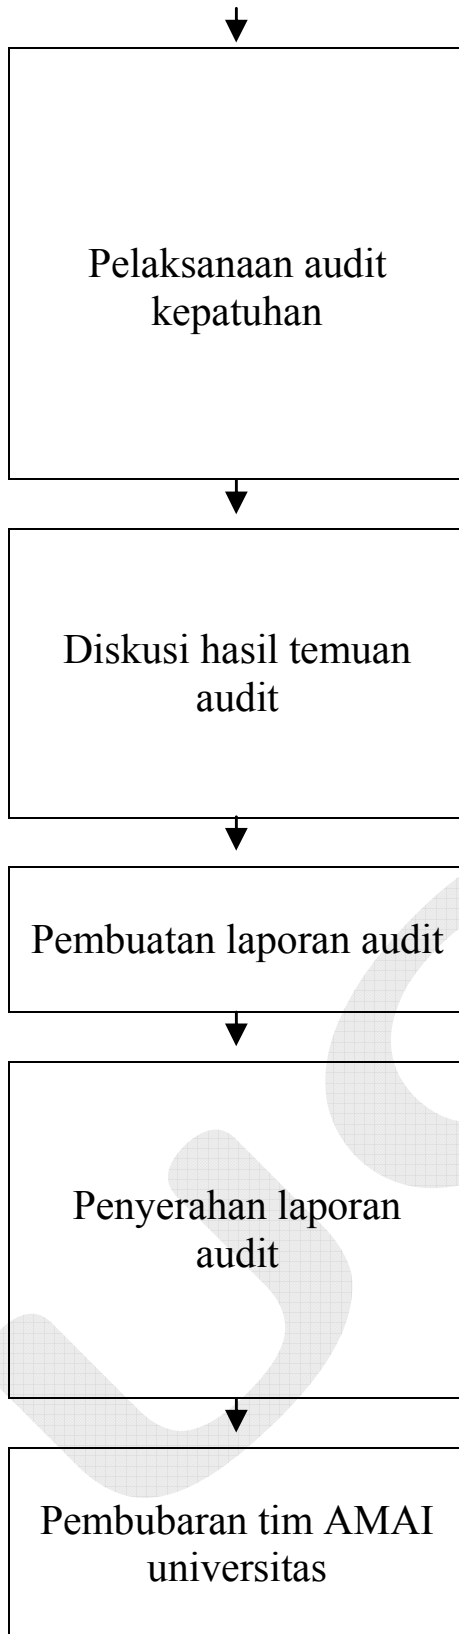 Pelaksanaan audit
kepatuhan
Diskusi hasil temuan
audit
Pembuatan laporan audit
Penyerahan laporan
audit
Pembubaran tim AMAI
universitas